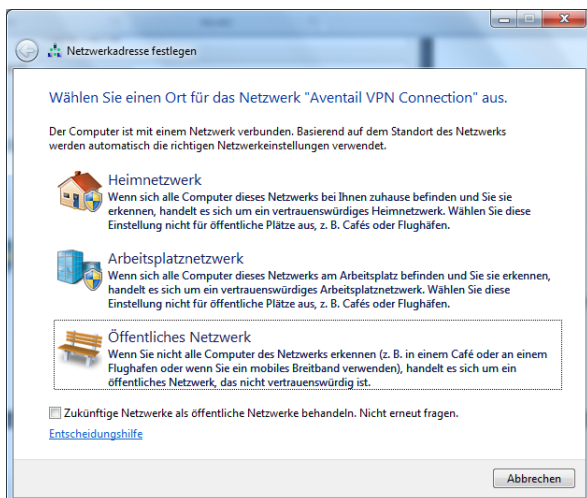 Netzwerkadresse festlegen
Wählen Sie einen Ort für das Netzwerk "Aventail VPN Connection" aus.
Der Computer ist mit einem Netzwerk verbunden. Basierend auf dem Standort des Netzwerks
werden automatisch die richtigen Netzwerkeinstellungen verwendet.
Heimnetzwerk
Wenn sich alle Computer dieses Netzwerks bei Ihnen zuhause befinden und Sie sie
erkennen, handelt es sich um ein vertrauenswürdiges Heimnetzwerk. Wählen Sie diese
Einstellung nicht für öffentliche Plätze aus, z. B. Cafés oder Flughäfen.
Arbeitsplatznetzwerk
Wenn sich alle Computer dieses Netzwerks am Arbeitsplatz befinden und Sie sie erkennen,
handelt es sich um ein vertrauenswürdiges Arbeitsplatznetzwerk. Wählen Sie diese
Einstellung nicht für öffentliche Plätze aus, z. B. Cafés oder Flughäfen.
Öffentliches Netzwerk
Wenn Sie nicht alle Computer des Netzwerks erkennen (z. B. in einem Café oder an einem
Flughafen oder wenn Sie ein mobiles Breitband verwenden), handelt es sich um ein
öffentliches Netzwerk, das nicht vertrauenswürdig ist.
Zukünftige Netzwerke als öffentliche Netzwerke behandeln. Nicht erneut fragen.
Entscheidungshilfe
Abbrechen